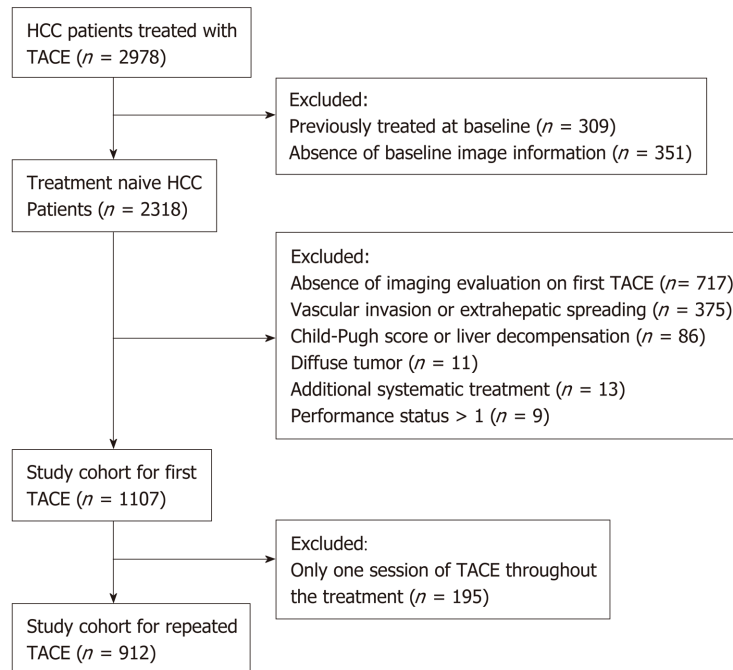 HCC patients treated with
TACE (n = 2978)
Excluded:
Previously treated at baseline (n = 309)
Absence of baseline image information (n = 351)
Treatment naive HCC
Patients (n = 2318)
Excluded:
Absence of imaging evaluation on first TACE (n= 717)
Vascular invasion or extrahepatic spreading (n = 375)
Child-Pugh score or liver decompensation (n = 86)
Diffuse tumor (n = 11)
Additional systematic treatment (n = 13)
Performance status > 1 (n = 9)
Study cohort for first
TACE (n = 1107)
Excluded:
Only one session of TACE throughout
the treatment (n = 195)
Study cohort for repeated
TACE (n = 912)